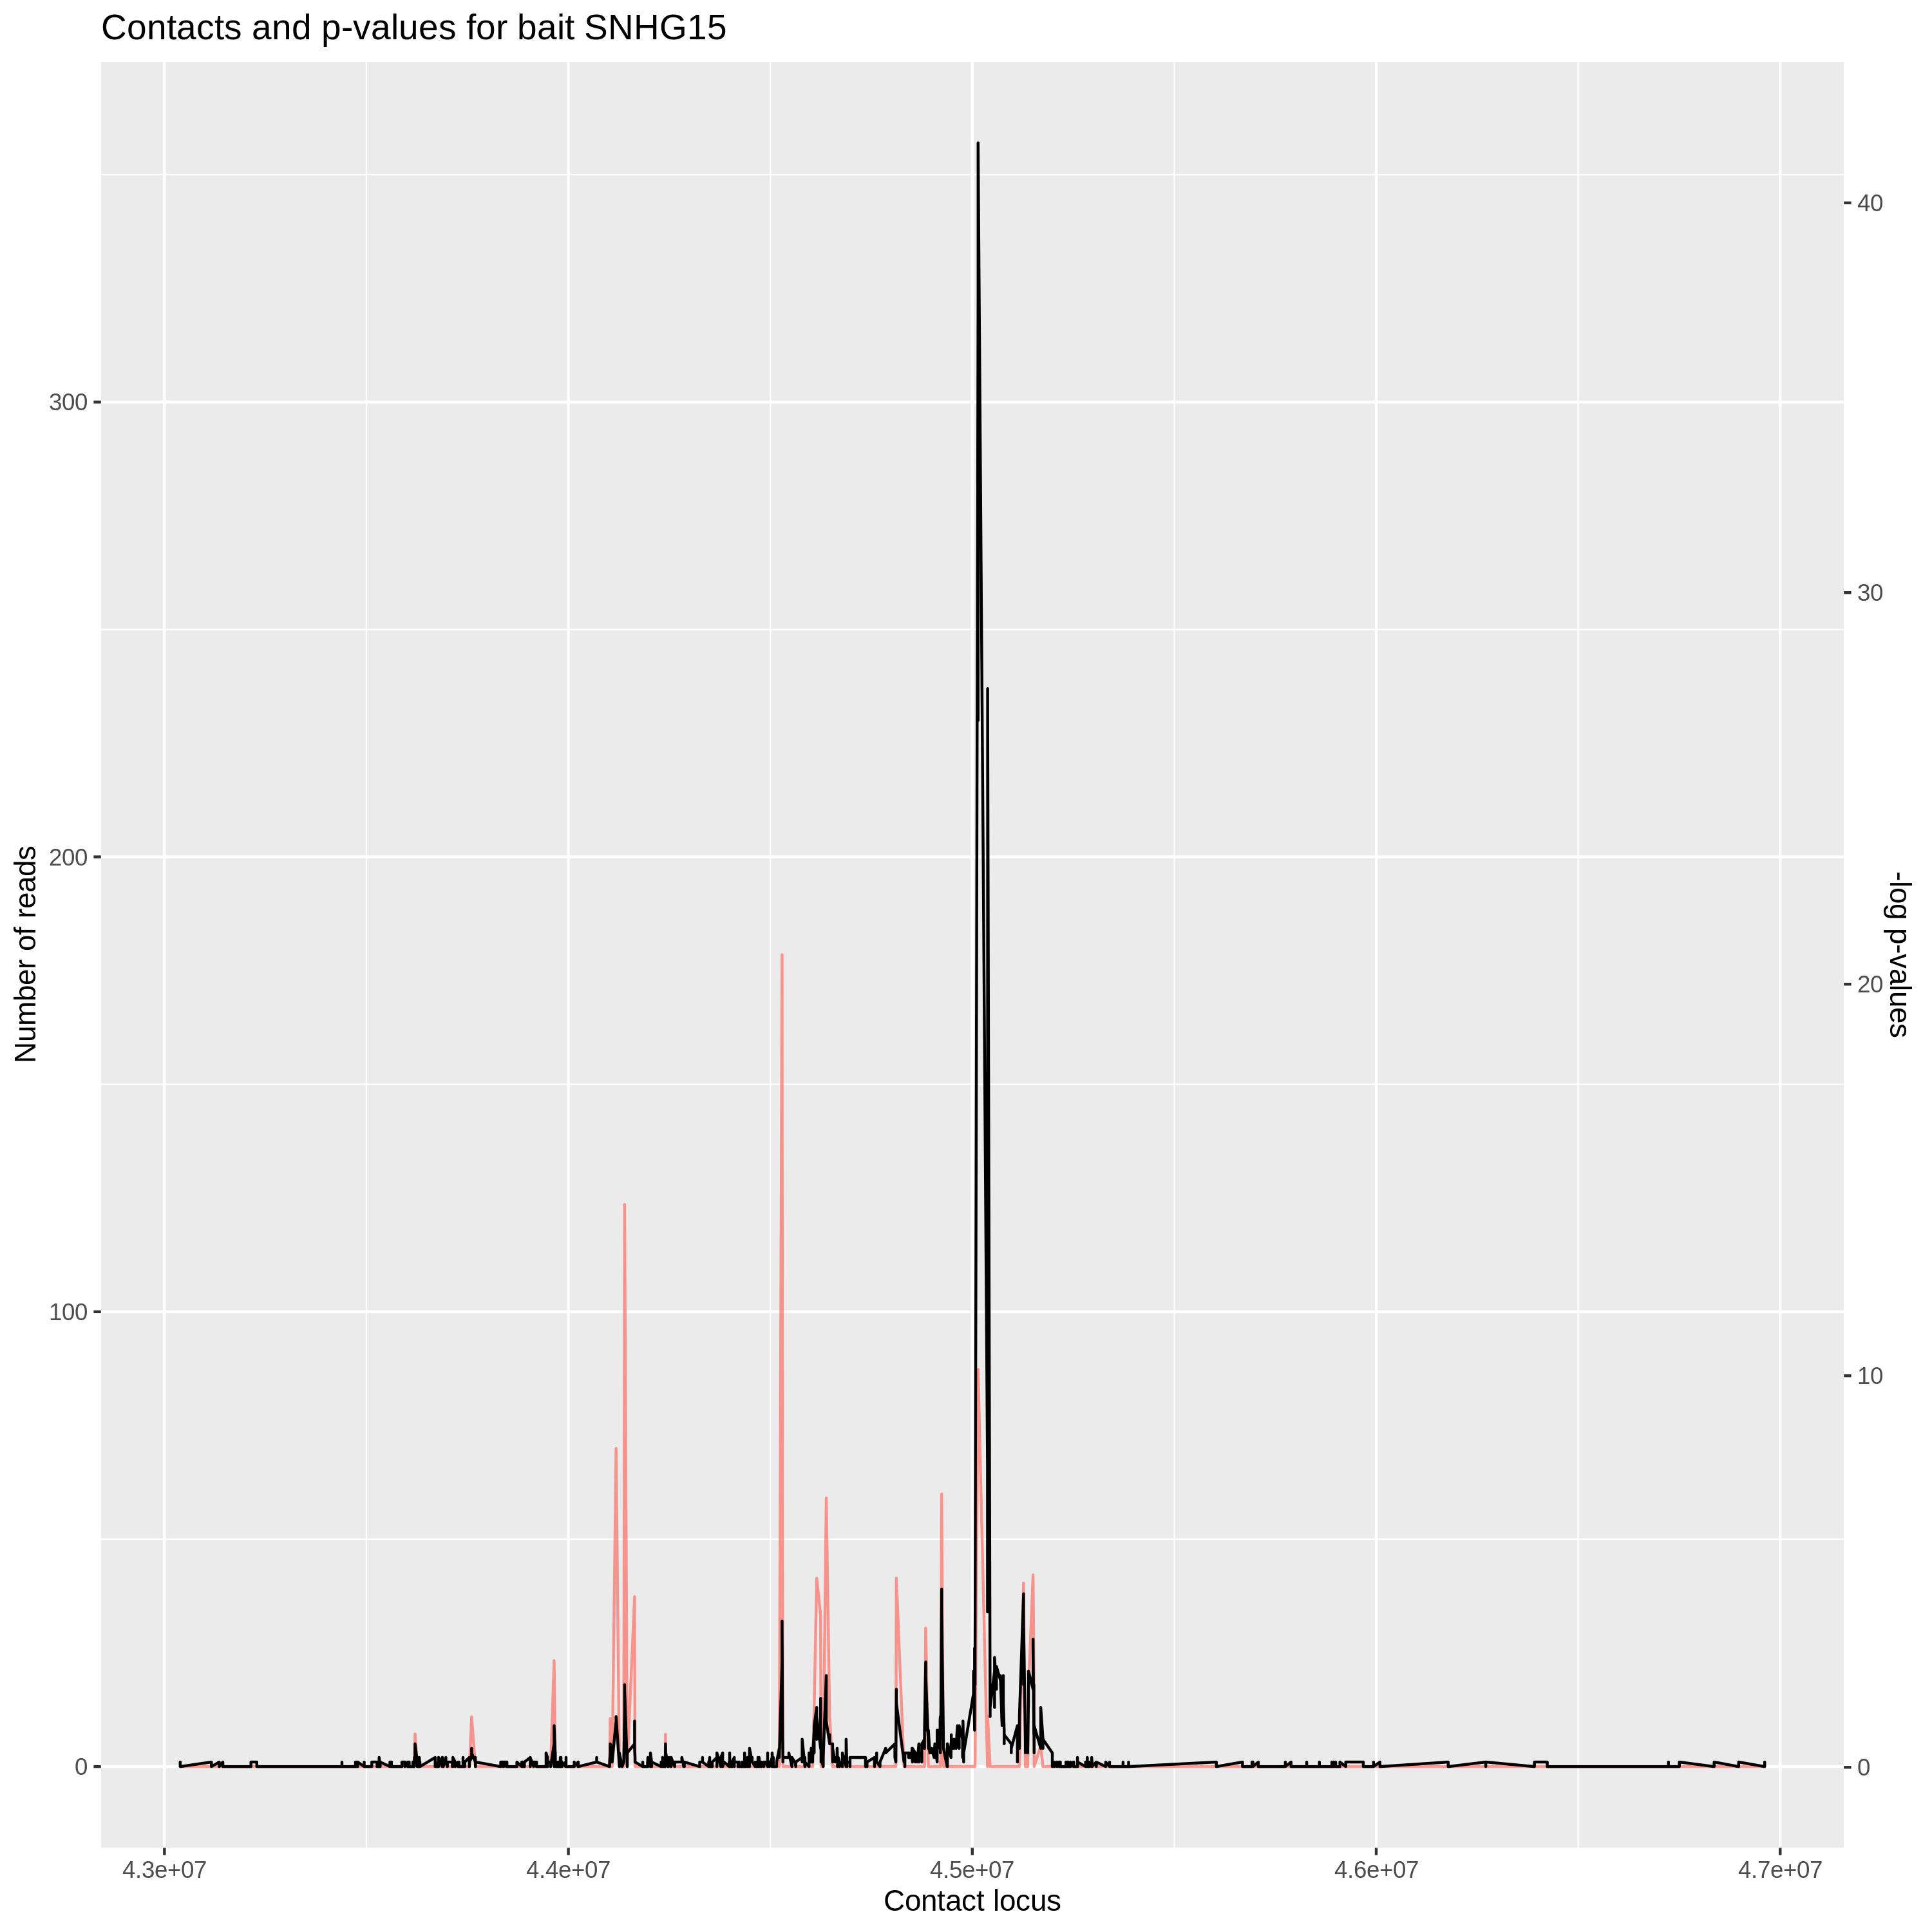 Contacts and p-values for bait SNHG15
Number of reads
300
200
100
0
40
30
20
10
0
-log p-values
4.3e+07
4.4e+07
4.5e+07
4.6e+07
4.7e+07
Contact locus